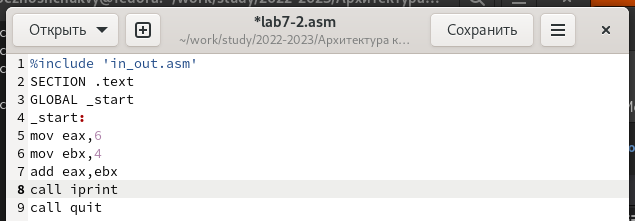 *lab7-2.asm
Открыть
~/work/study/2022-2023/Архитектура к…
Сохранить
1 %include 'in_out.asm'
2 SECTION .text
3 GLOBAL _start
4 _start:
5 mov eax,6
6 mov ebx,4
7 add eax,ebx
8 call iprint
9 call quit